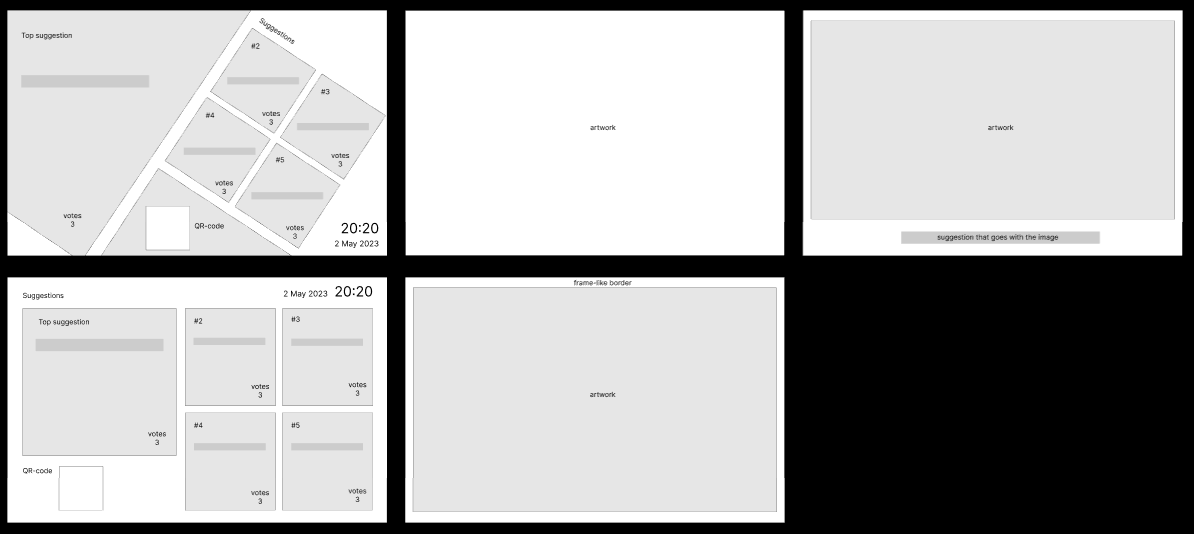 Top suggestion
votes
3
Suggestions
#2
votes
3
#3
votes
3
#4
votes
3
#5
votes
3
QR-code
20:20
2 May 2023
artwork
artwork
suggestion that goes with the image
Suggestions
2 May 2023 20:20
Top suggestion
votes
3
#2
votes
3
#3
votes
3
#4
votes
3
#5
votes
3
QR-code
frame-like border
artwork